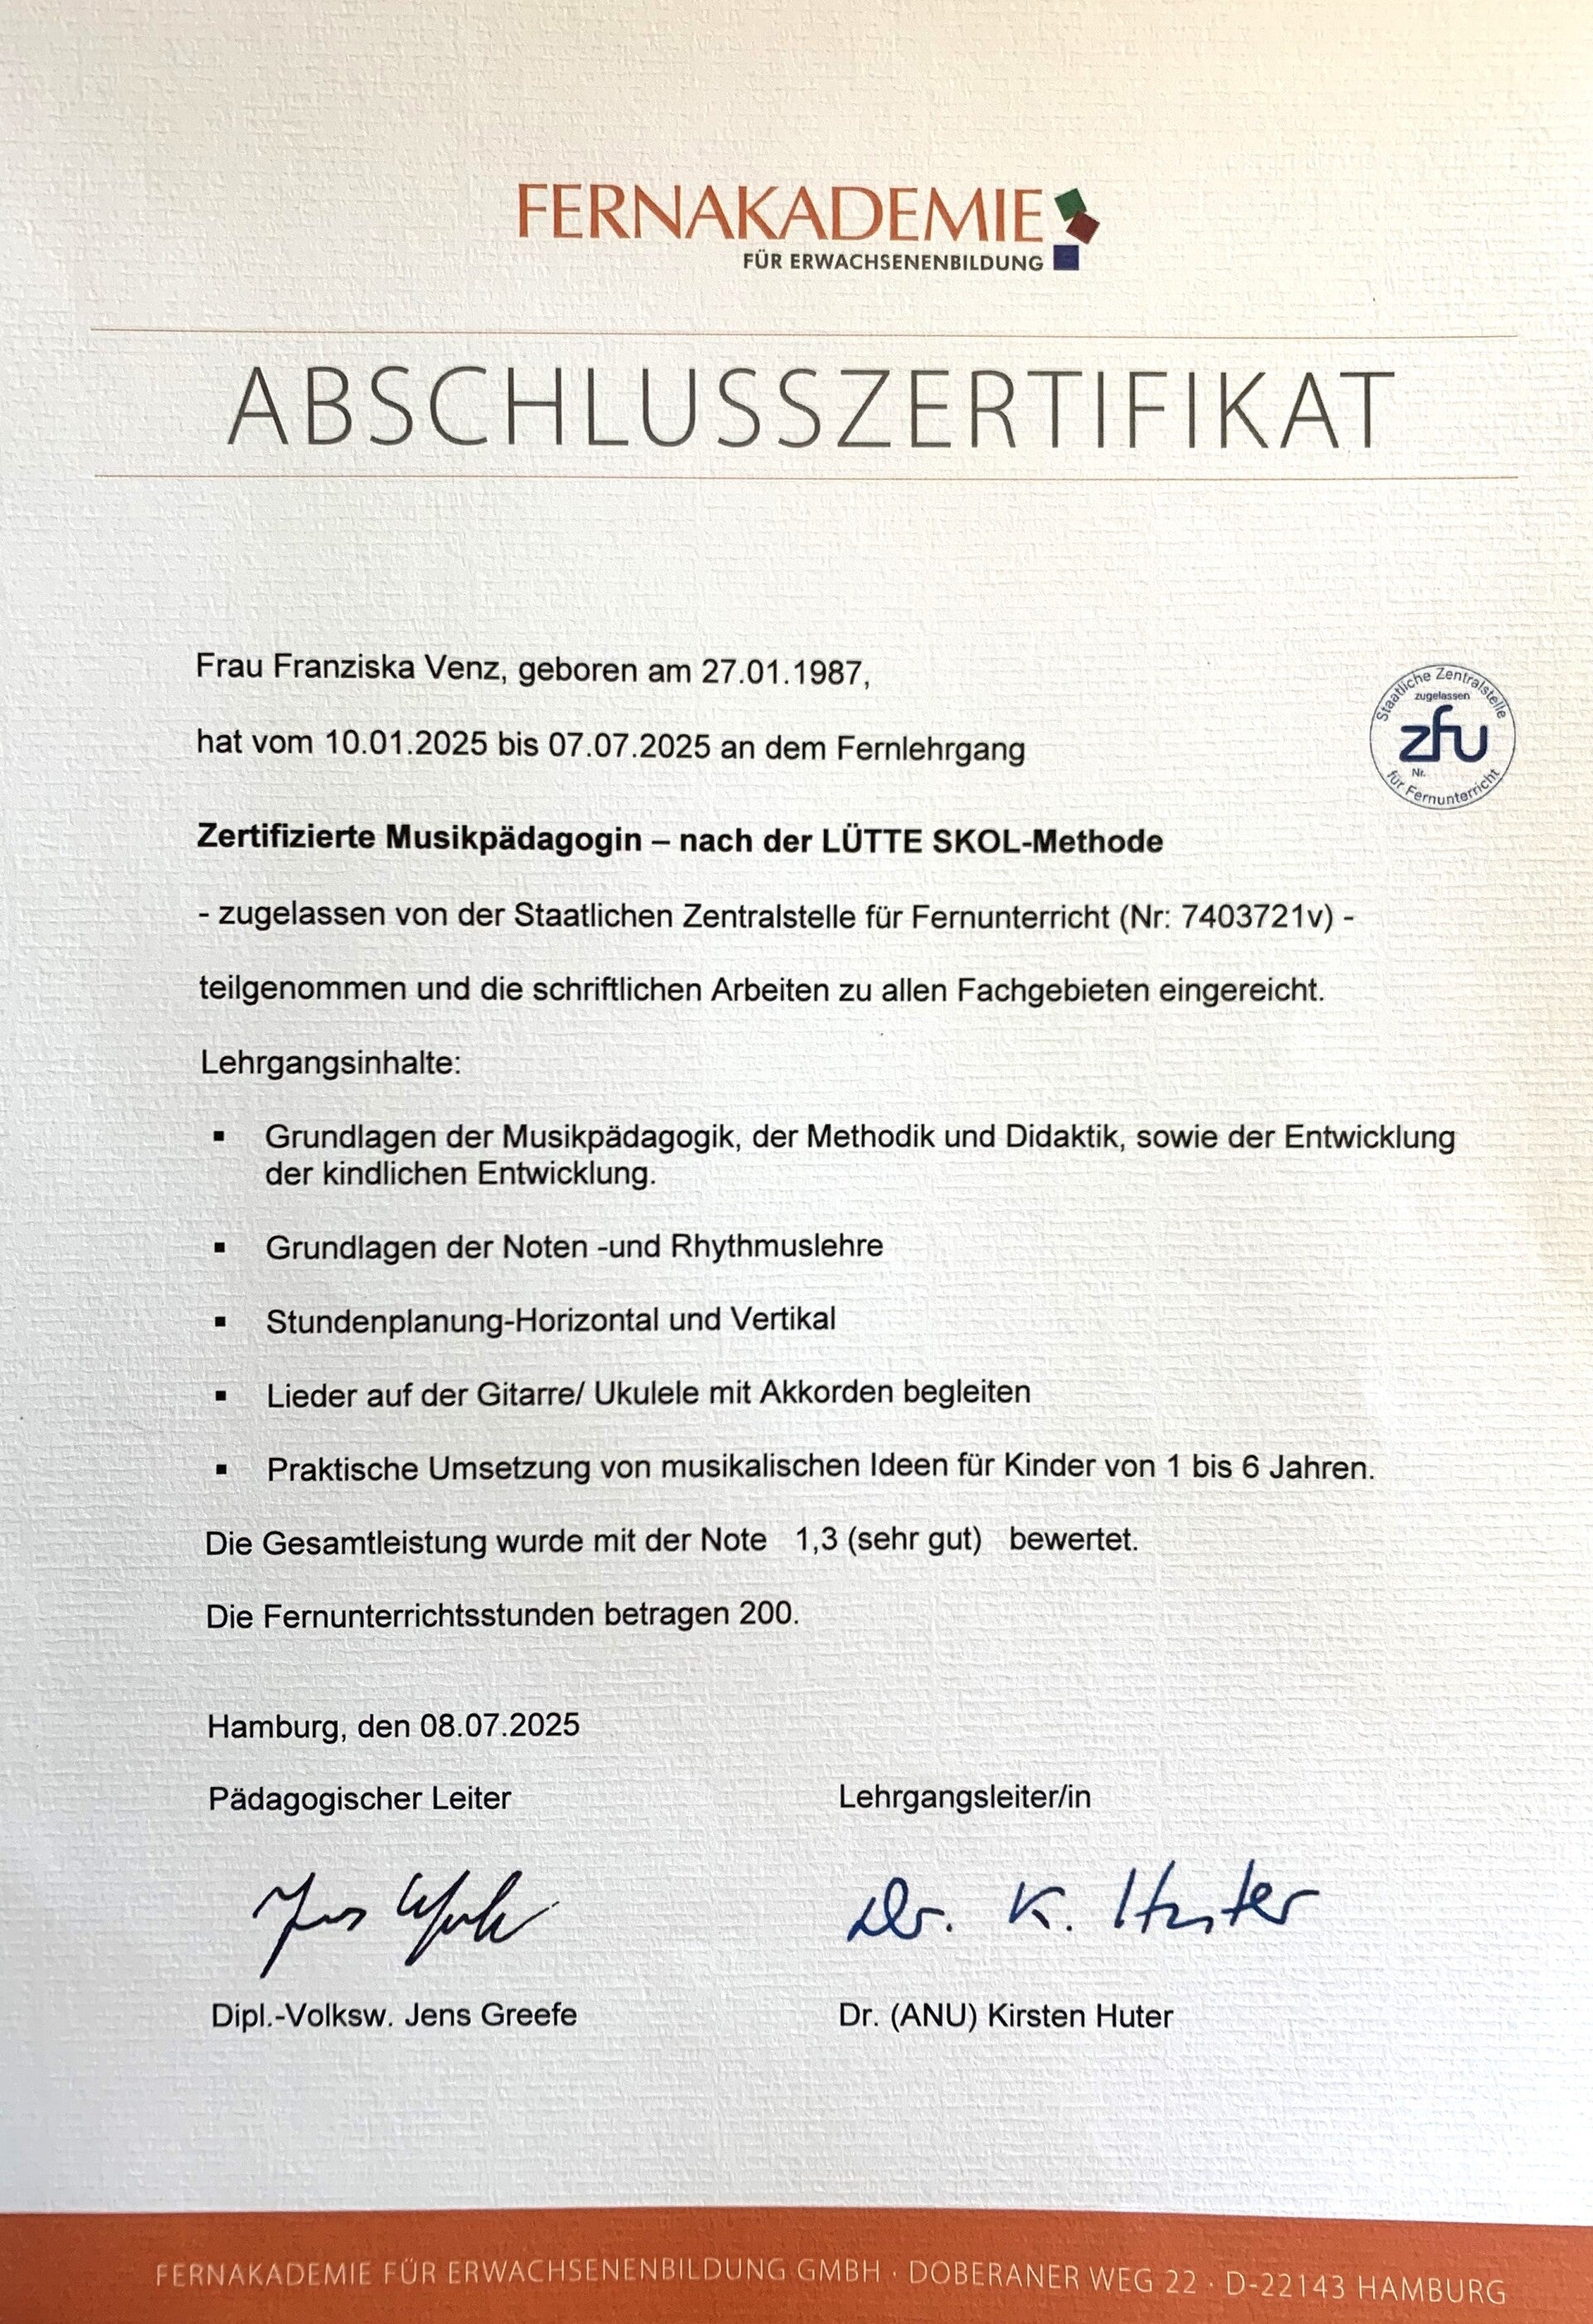 FERNAKADEMIE
FÜR ERWACHSENENBILDUNG
ABSCHLUSSZERTIFIKAT
Frau Franziska Venz, geboren am 27.01.1987,
hat vom 10.01.2025 bis 07.07.2025 an dem Fernlehrgang
Staatliche Zentralstelle
zugelassen
zfu
Nr.
für Fernunterricht
Zertifizierte Musikpädagogin – nach der LÜTTE SKOL-Methode
- zugelassen von der Staatlichen Zentralstelle für Fernunterricht (Nr: 7403721v) -
teilgenommen und die schriftlichen Arbeiten zu allen Fachgebieten eingereicht.
Lehrgangsinhalte:
▪ Grundlagen der Musikpädagogik, der Methodik und Didaktik, sowie der Entwicklung
der kindlichen Entwicklung.
▪ Grundlagen der Noten -und Rhythmuslehre
▪ Stundenplanung-Horizontal und Vertikal
▪ Lieder auf der Gitarre/ Ukulele mit Akkorden begleiten
▪ Praktische Umsetzung von musikalischen Ideen für Kinder von 1 bis 6 Jahren.
Die Gesamtleistung wurde mit der Note 1,3 (sehr gut) bewertet.
Die Fernunterrichtsstunden betragen 200.
Hamburg, den 08.07.2025
Pädagogischer Leiter Lehrgangsleiter/in
Dr. K. Huter
Dipl.-Volksw. Jens Greefe Dr. (ANU) Kirsten Huter
FERNAKADEMIE FÜR ERWACHSENENBILDUNG GMBH · DOBERANER WEG 22 · D-22143 HAMBURG